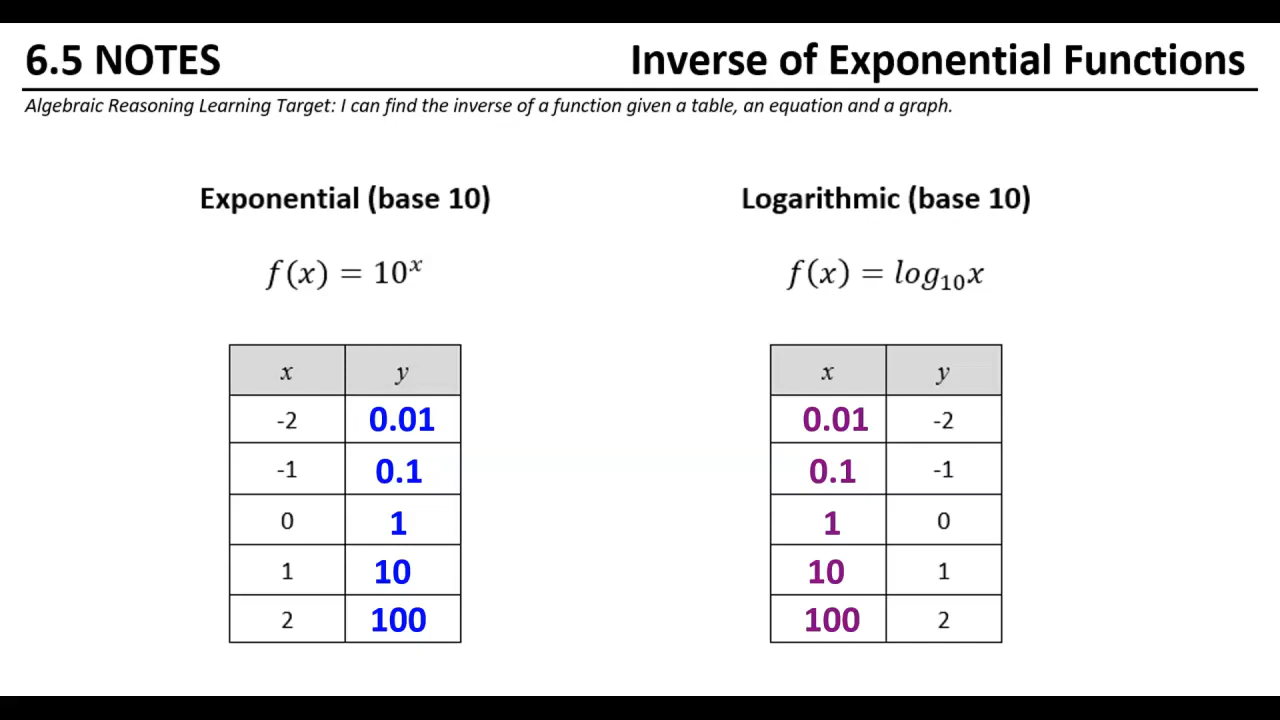 6.5 NOTES Inverse of Exponential Functions
Algebraic Reasoning Learning Target: I can find the inverse of a function given a table, an equation and a graph.
Exponential (base 10) Logarithmic (base 10)
f(x) = 10ˣ f(x) = log₁₀x
x y x y
-2 0.01 0.01 -2
-1 0.1 0.1 -1
0 1 1 0
1 10 10 1
2 100 100 2